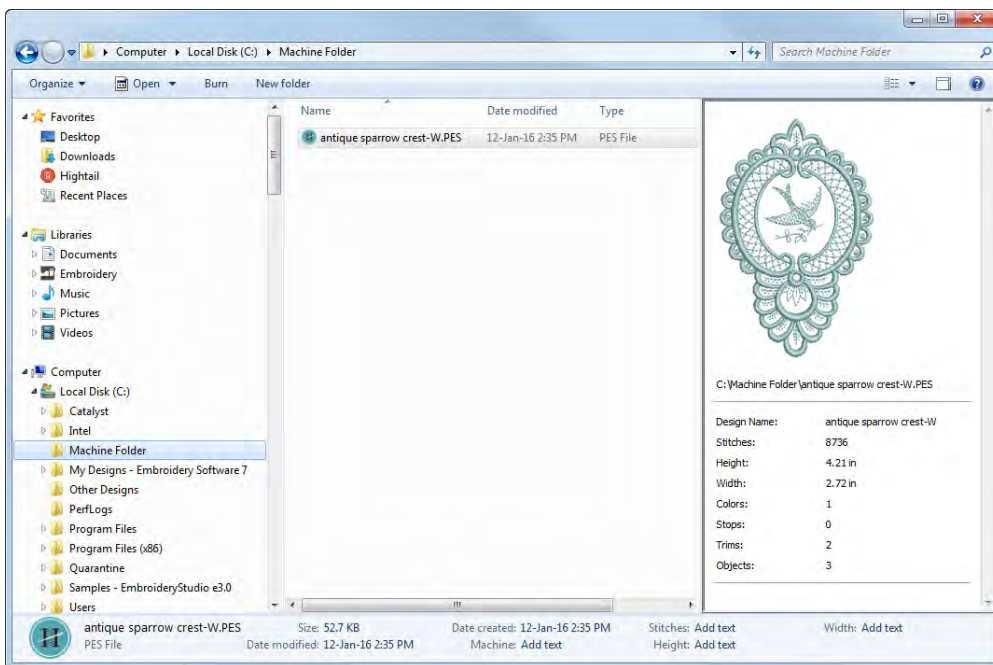 Computer ▸ Local Disk (C:) ▸ Machine Folder
Search Machine Folder
Organize Open Burn New folder
Name Date modified Type
antique sparrow crest-W.PES 12-Jan-16 2:35 PM PES File
Favorites
Desktop
Downloads
Hightail
Recent Places
Libraries
Documents
Embroidery
Music
Pictures
Videos
Computer
Local Disk (C:)
Catalyst
Intel
Machine Folder
My Designs - Embroidery Software 7
Other Designs
PerfLogs
Program Files
Program Files (x86)
Quarantine
Samples - EmbroideryStudio e3.0
Users
C:\Machine Folder\antique sparrow crest-W.PES
Design Name: antique sparrow crest-W
Stitches: 8736
Height: 4.21 in
Width: 2.72 in
Colors: 1
Stops: 0
Trims: 2
Objects: 3
H
antique sparrow crest-W.PES Size: 52.7 KB Date created: 12-Jan-16 2:35 PM Stitches: Add text Width: Add text
PES File Date modified: 12-Jan-16 2:35 PM Machine: Add text Height: Add text